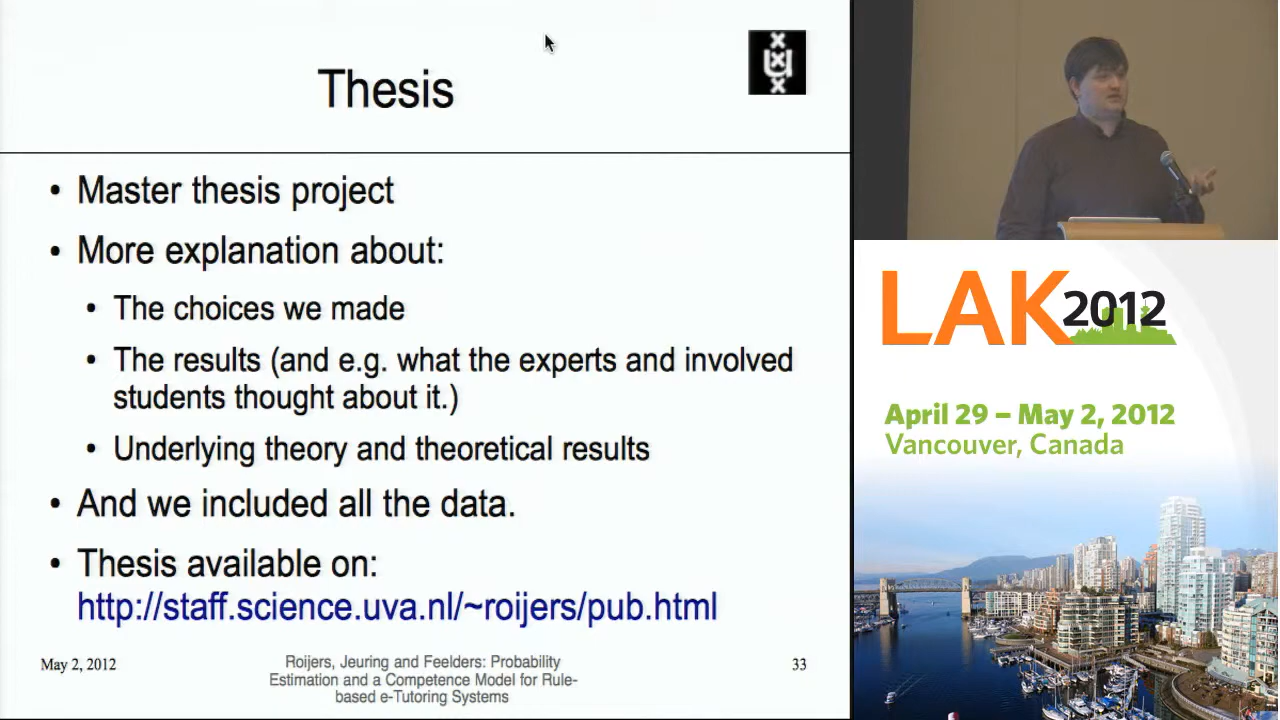 Thesis
• Master thesis project
• More explanation about:
• The choices we made
• The results (and e.g. what the experts and involved
students thought about it.)
• Underlying theory and theoretical results
• And we included all the data.
• Thesis available on:
http://staff.science.uva.nl/~roijers/pub.html
May 2, 2012
Roijers, Jeuring and Feelders: Probability
Estimation and a Competence Model for Rule-
based e-Tutoring Systems
33
LAK2012
April 29 – May 2, 2012
Vancouver, Canada